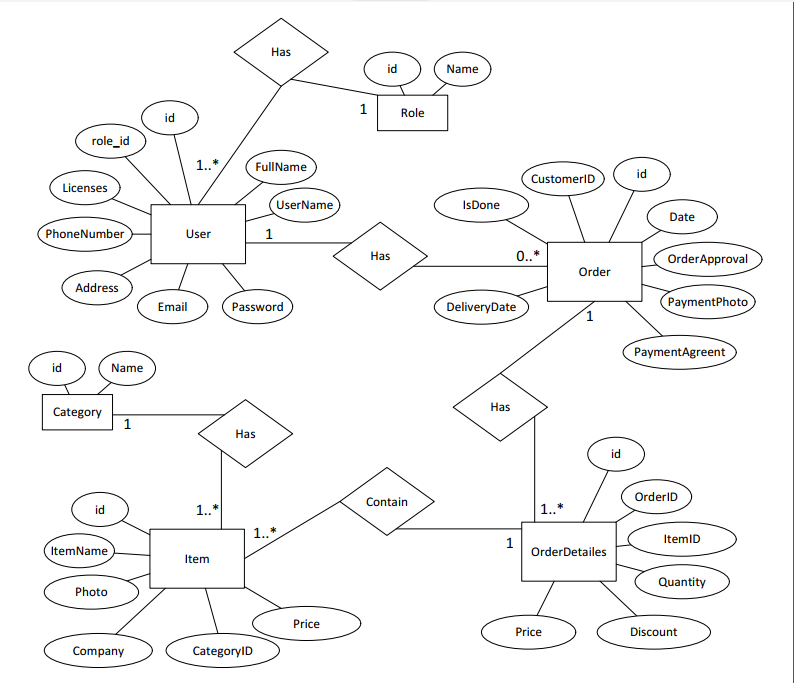 Has
id
Name
1
Role
id
role_id
1..*
FullName
Licenses
UserName
PhoneNumber
User
1
Address
Email
Password
Has
CustomerID
id
IsDone
Date
0..*
Order
OrderApproval
DeliveryDate
PaymentPhoto
1
PaymentAgreent
id
Name
Category
1
Has
Has
id
1..*
Contain
1..*
id
OrderID
1..*
ItemName
Item
1
OrderDetailes
ItemID
Photo
Quantity
Price
Company
CategoryID
Price
Discount